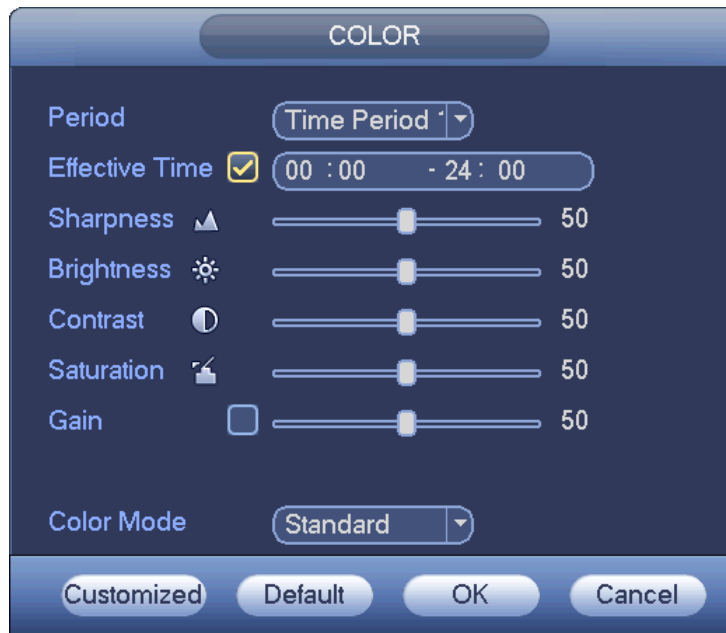 COLOR
Period Time Period 1
Effective Time 00 : 00 - 24 : 00
Sharpness 50
Brightness 50
Contrast 50
Saturation 50
Gain 50
Color Mode Standard
Customized Default OK Cancel